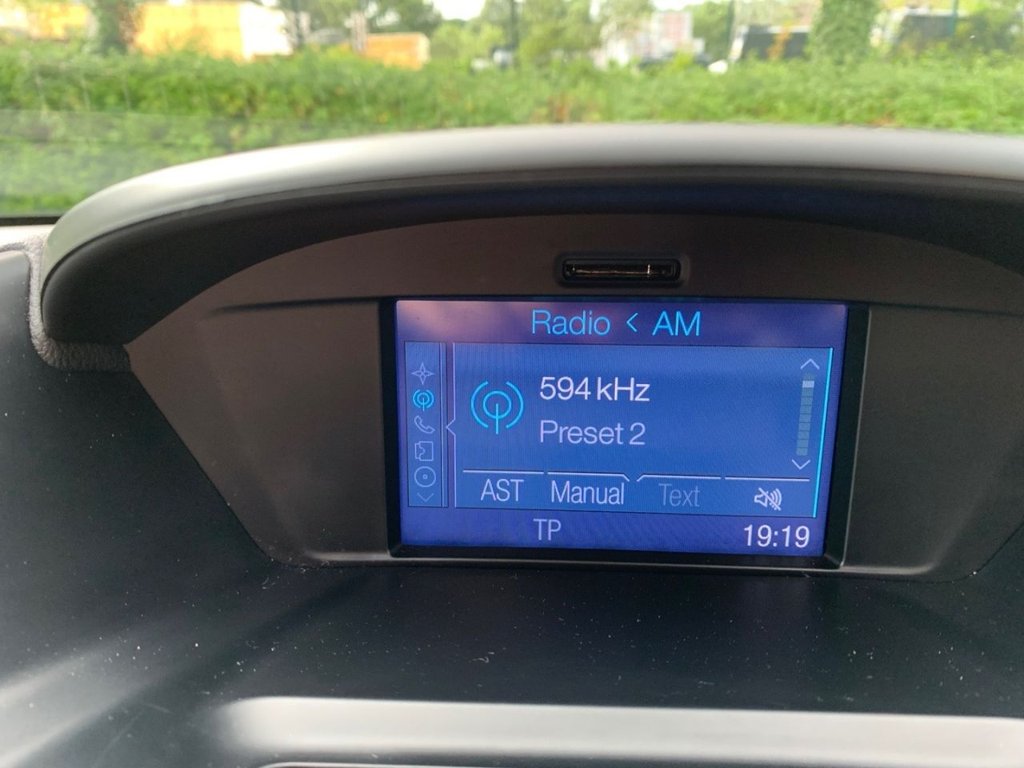 Radio < AM
594 kHz
Preset 2
AST Manual Text
TP 19:19